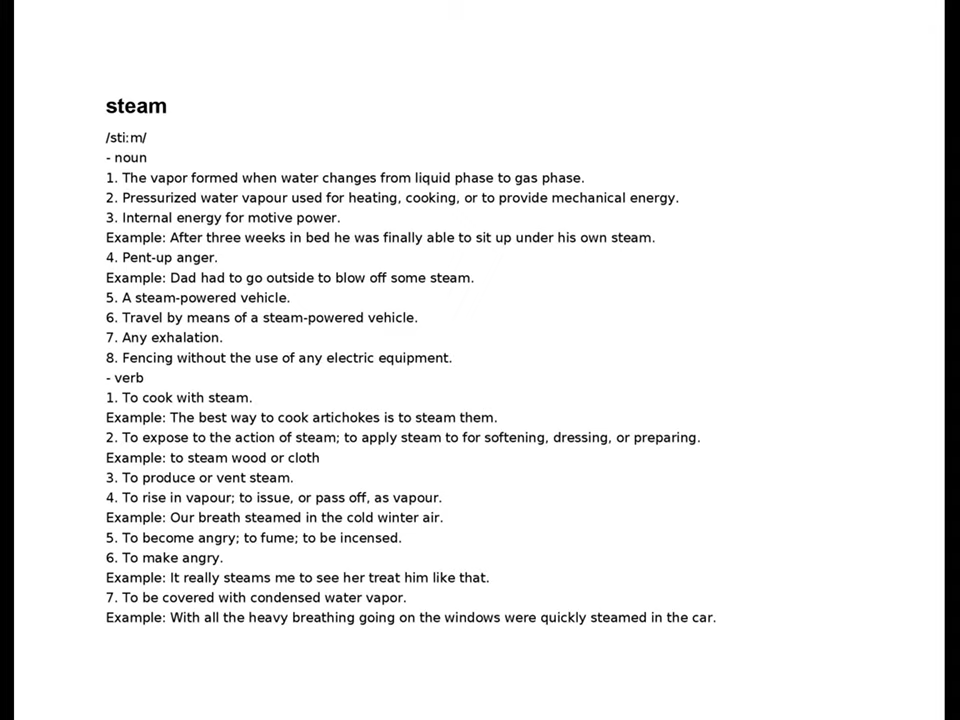 steam
/stiːm/
- noun
1. The vapor formed when water changes from liquid phase to gas phase.
2. Pressurized water vapour used for heating, cooking, or to provide mechanical energy.
3. Internal energy for motive power.
Example: After three weeks in bed he was finally able to sit up under his own steam.
4. Pent-up anger.
Example: Dad had to go outside to blow off some steam.
5. A steam-powered vehicle.
6. Travel by means of a steam-powered vehicle.
7. Any exhalation.
8. Fencing without the use of any electric equipment.
- verb
1. To cook with steam.
Example: The best way to cook artichokes is to steam them.
2. To expose to the action of steam; to apply steam to for softening, dressing, or preparing.
Example: to steam wood or cloth
3. To produce or vent steam.
4. To rise in vapour; to issue, or pass off, as vapour.
Example: Our breath steamed in the cold winter air.
5. To become angry; to fume; to be incensed.
6. To make angry.
Example: It really steams me to see her treat him like that.
7. To be covered with condensed water vapor.
Example: With all the heavy breathing going on the windows were quickly steamed in the car.